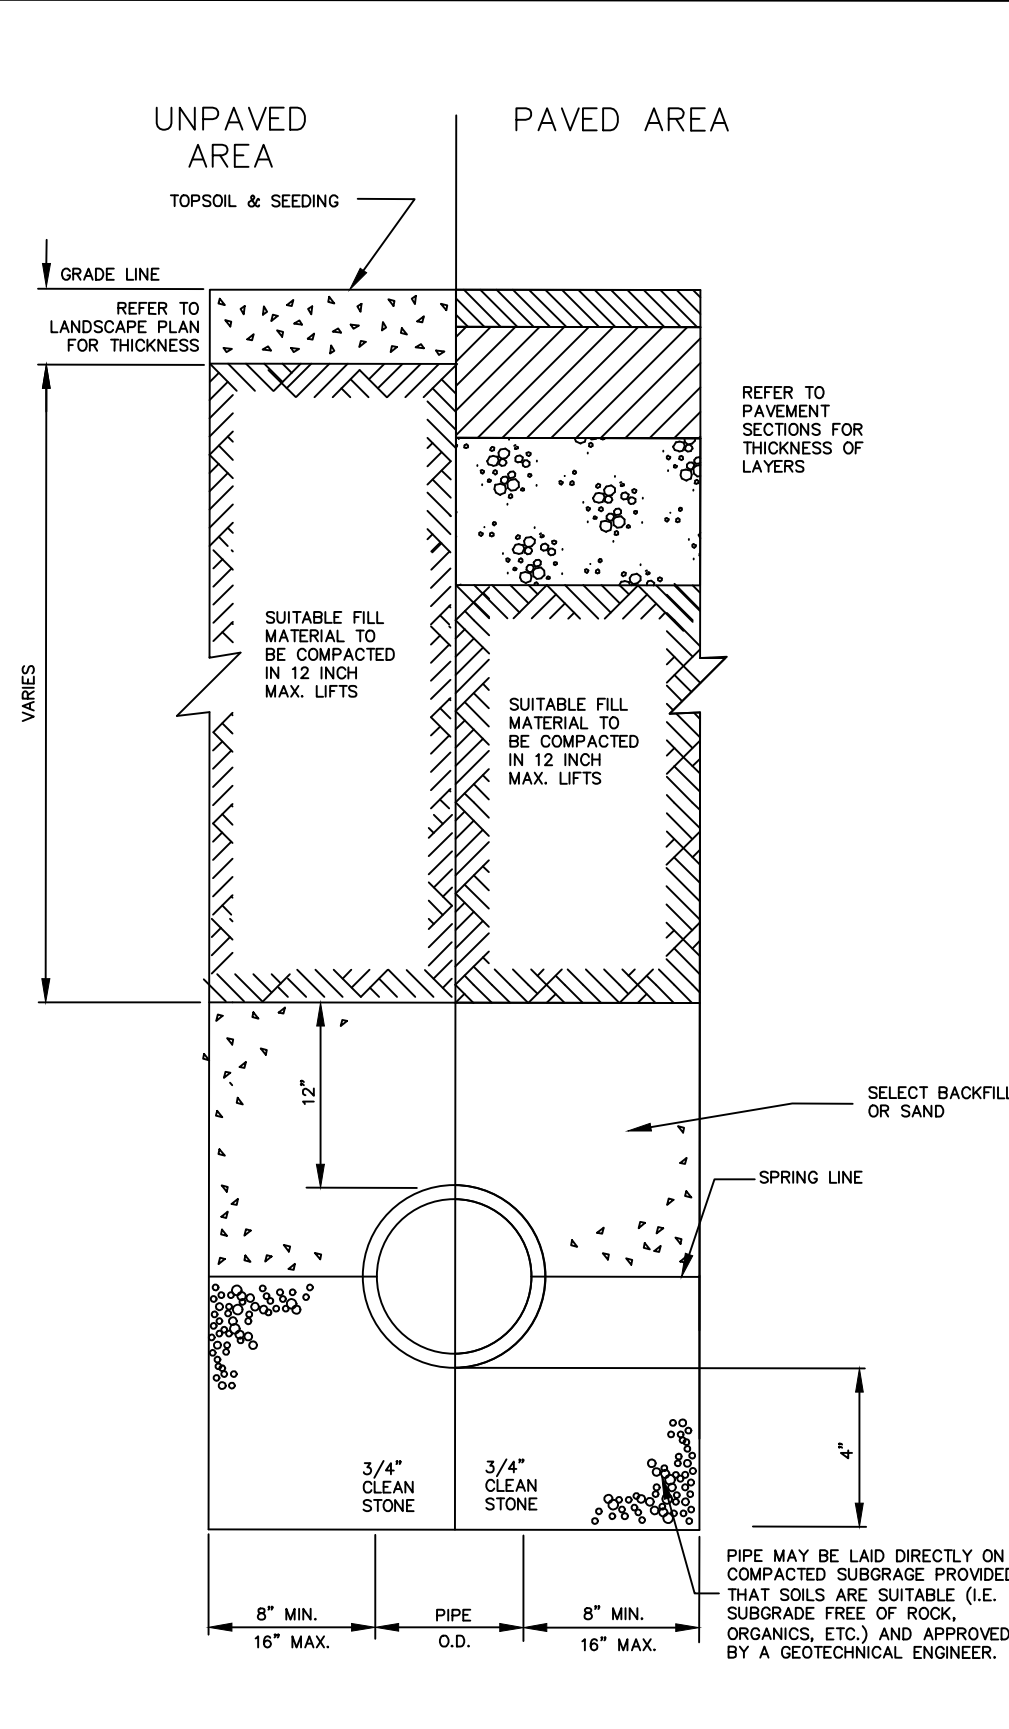 UNPAVED
AREA
PAVED AREA
TOPSOIL & SEEDING
GRADE LINE
REFER TO
LANDSCAPE PLAN
FOR THICKNESS
REFER TO
PAVEMENT
SECTIONS FOR
THICKNESS OF
LAYERS
SUITABLE FILL
MATERIAL TO
BE COMPACTED
IN 12 INCH
MAX. LIFTS
VARIES
SUITABLE FILL
MATERIAL TO
BE COMPACTED
IN 12 INCH
MAX. LIFTS
12"
SELECT BACKFILL
OR SAND
SPRING LINE
4"
3/4"
CLEAN
STONE
3/4"
CLEAN
STONE
PIPE MAY BE LAID DIRECTLY ON
COMPACTED SUBGRAGE PROVIDED
THAT SOILS ARE SUITABLE (I.E.
SUBGRADE FREE OF ROCK,
ORGANICS, ETC.) AND APPROVED
BY A GEOTECHNICAL ENGINEER.
8" MIN.
16" MAX.
PIPE
O.D.
8" MIN.
16" MAX.